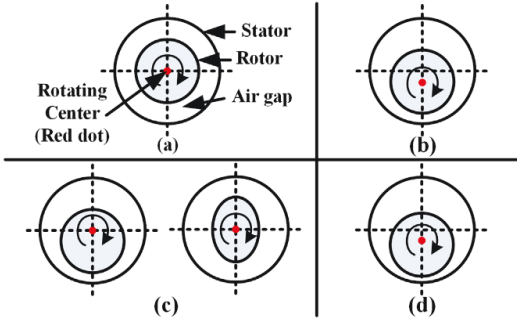 Stator
Rotor
Rotating
Center
(Red dot)
Air gap
(a)
(b)
(c)
(d)